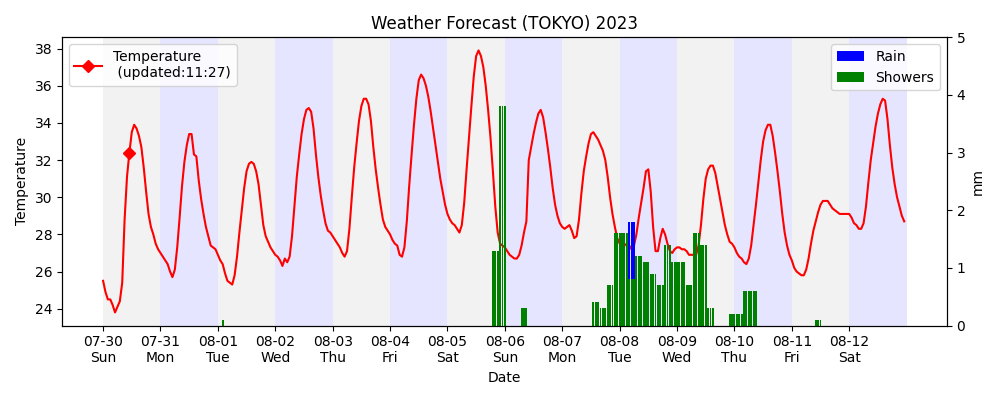 Weather Forecast (TOKYO) 2023
Temperature
(updated:11:27)
Rain
Showers
38
36
34
32
30
28
26
24
Temperature
5
4
3
2
1
0
mm
07-30 07-31 08-01 08-02 08-03 08-04 08-05 08-06 08-07 08-08 08-09 08-10 08-11 08-12
Sun Mon Tue Wed Thu Fri Sat Sun Mon Tue Wed Thu Fri Sat
Date